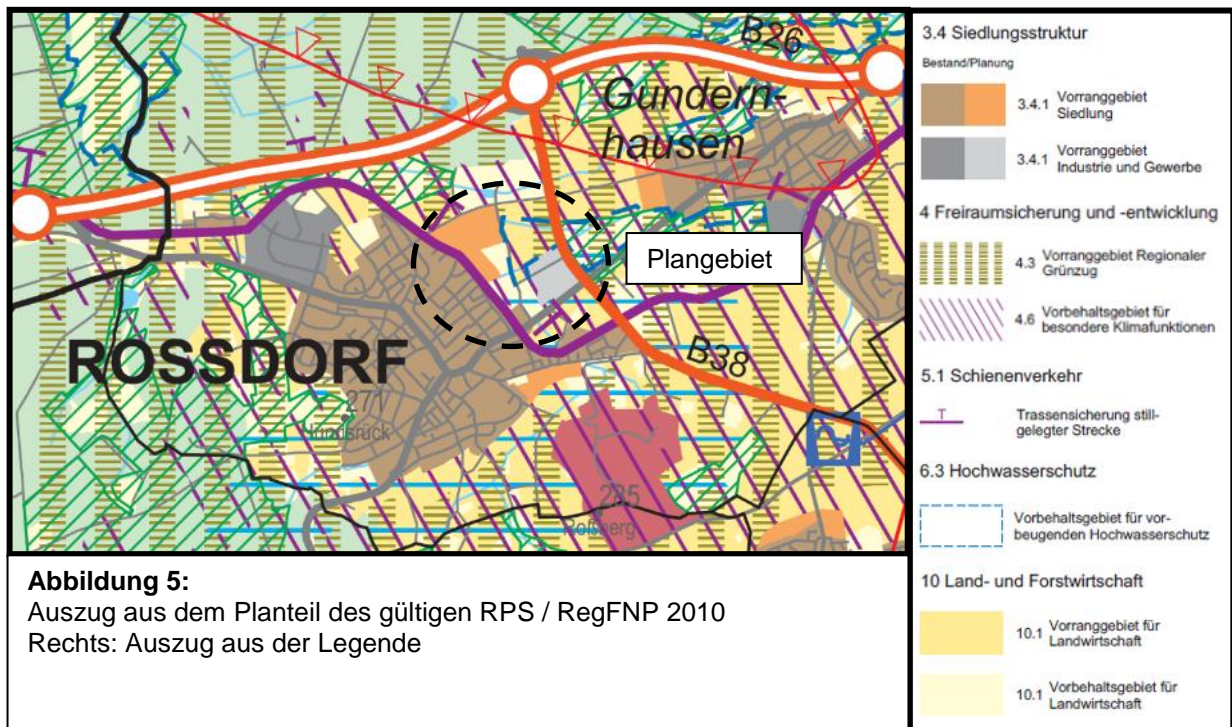 B26
Gundern-
hausen
Plangebiet
ROSSDORF
271
Hundsrück
B38
285
Roßberg
T
Abbildung 5:
Auszug aus dem Planteil des gültigen RPS / RegFNP 2010
Rechts: Auszug aus der Legende
3.4 Siedlungsstruktur
Bestand/Planung
3.4.1 Vorranggebiet
Siedlung
3.4.1 Vorranggebiet
Industrie und Gewerbe
4 Freiraumsicherung und -entwicklung
4.3 Vorranggebiet Regionaler
Grünzug
4.6 Vorbehaltsgebiet für
besondere Klimafunktionen
5.1 Schienenverkehr
T Trassensicherung still-
gelegter Strecke
6.3 Hochwasserschutz
Vorbehaltsgebiet für vor-
beugenden Hochwasserschutz
10 Land- und Forstwirtschaft
10.1 Vorranggebiet für
Landwirtschaft
10.1 Vorbehaltsgebiet für
Landwirtschaft